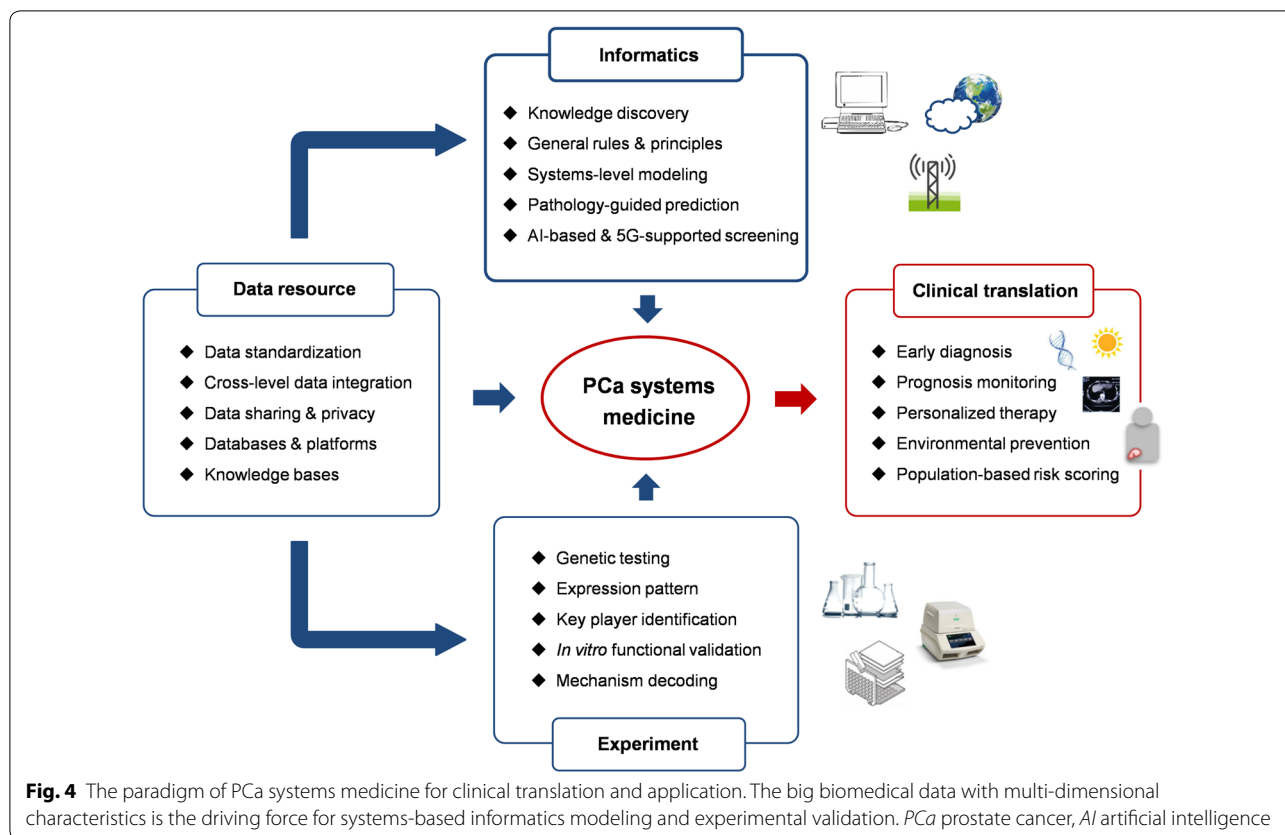 Informatics
◆ Knowledge discovery
◆ General rules & principles
◆ Systems-level modeling
◆ Pathology-guided prediction
◆ AI-based & 5G-supported screening
Data resource
◆ Data standardization
◆ Cross-level data integration
◆ Data sharing & privacy
◆ Databases & platforms
◆ Knowledge bases
PCa systems
medicine
Clinical translation
◆ Early diagnosis
◆ Prognosis monitoring
◆ Personalized therapy
◆ Environmental prevention
◆ Population-based risk scoring
◆ Genetic testing
◆ Expression pattern
◆ Key player identification
◆ In vitro functional validation
◆ Mechanism decoding
Experiment
Fig. 4 The paradigm of PCa systems medicine for clinical translation and application. The big biomedical data with multi-dimensional
characteristics is the driving force for systems-based informatics modeling and experimental validation. PCa prostate cancer, AI artificial intelligence